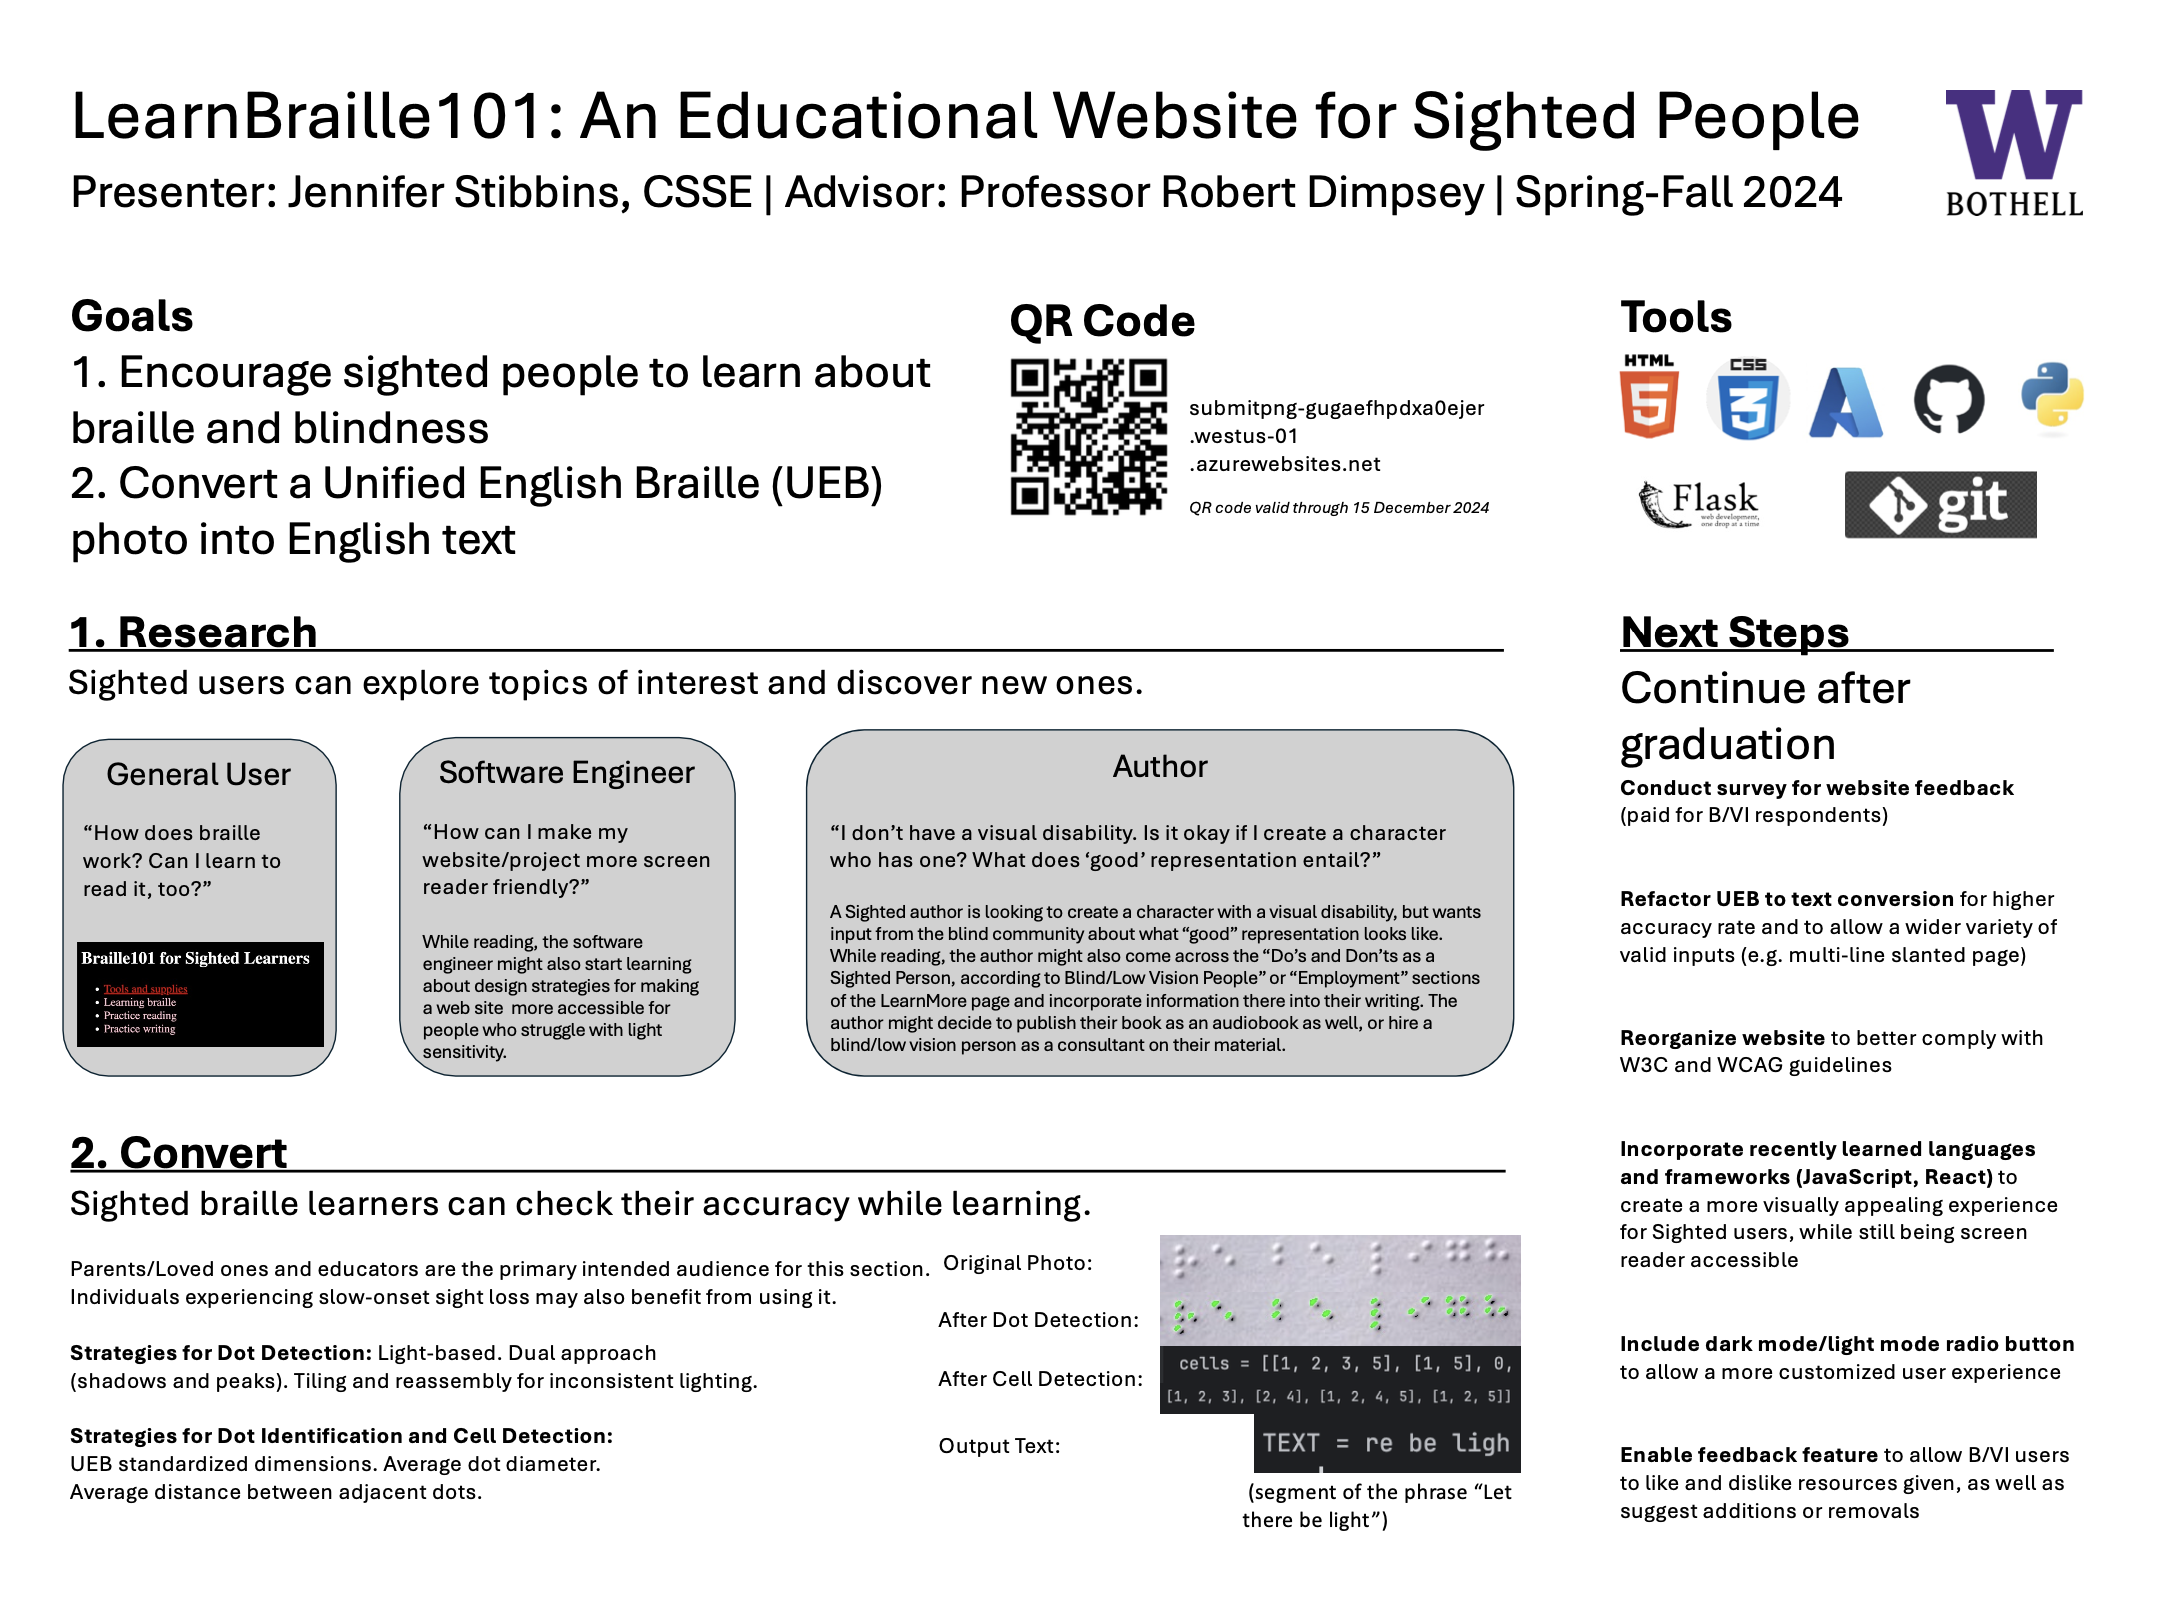 LearnBraille101: An Educational Website for Sighted People
Presenter: Jennifer Stibbins, CSSE | Advisor: Professor Robert Dimpsey | Spring-Fall 2024
W
BOTHELL
Goals
1. Encourage sighted people to learn about
braille and blindness
2. Convert a Unified English Braille (UEB)
photo into English text
QR Code
submitpng-gugaefhpdxa0ejer
.westus-01
.azurewebsites.net
QR code valid through 15 December 2024
Tools
HTML
5
CSS
3
Flask
web development,
one drop at a time
git
1. Research
Sighted users can explore topics of interest and discover new ones.
General User
“How does braille
work? Can I learn to
read it, too?”
Braille101 for Sighted Learners
• Tools and supplies
• Learning braille
• Practice reading
• Practice writing
Software Engineer
“How can I make my
website/project more screen
reader friendly?”
While reading, the software
engineer might also start learning
about design strategies for making
a web site  more accessible for
people who struggle with light
sensitivity.
Author
“I don’t have a visual disability. Is it okay if I create a character
who has one? What does ‘good’ representation entail?”
A Sighted author is looking to create a character with a visual disability, but wants
input from the blind community about what “good” representation looks like.
While reading, the author might also come across the “Do’s and Don’ts as a
Sighted Person, according to Blind/Low Vision People” or “Employment” sections
of the LearnMore page and incorporate information there into their writing. The
author might decide to publish their book as an audiobook as well, or hire a
blind/low vision person as a consultant on their material.
2. Convert
Sighted braille learners can check their accuracy while learning.
Parents/Loved ones and educators are the primary intended audience for this section.
Individuals experiencing slow-onset sight loss may also benefit from using it.
Strategies for Dot Detection: Light-based. Dual approach
(shadows and peaks). Tiling and reassembly for inconsistent lighting.
Strategies for Dot Identification and Cell Detection:
UEB standardized dimensions. Average dot diameter.
Average distance between adjacent dots.
Original Photo:
After Dot Detection:
After Cell Detection:
cells = [[1, 2, 3, 5], [1, 5], 0,
[1, 2, 3], [2, 4], [1, 2, 4, 5], [1, 2, 5]]
Output Text:
TEXT = re be ligh
(segment of the phrase “Let
there be light”)
Next Steps
Continue after
graduation
Conduct survey for website feedback
(paid for B/VI respondents)
Refactor UEB to text conversion for higher
accuracy rate and to allow a wider variety of
valid inputs (e.g. multi-line slanted page)
Reorganize website to better comply with
W3C and WCAG guidelines
Incorporate recently learned languages
and frameworks (JavaScript, React) to
create a more visually appealing experience
for Sighted users, while still being screen
reader accessible
Include dark mode/light mode radio button
to allow a more customized user experience
Enable feedback feature to allow B/VI users
to like and dislike resources given, as well as
suggest additions or removals